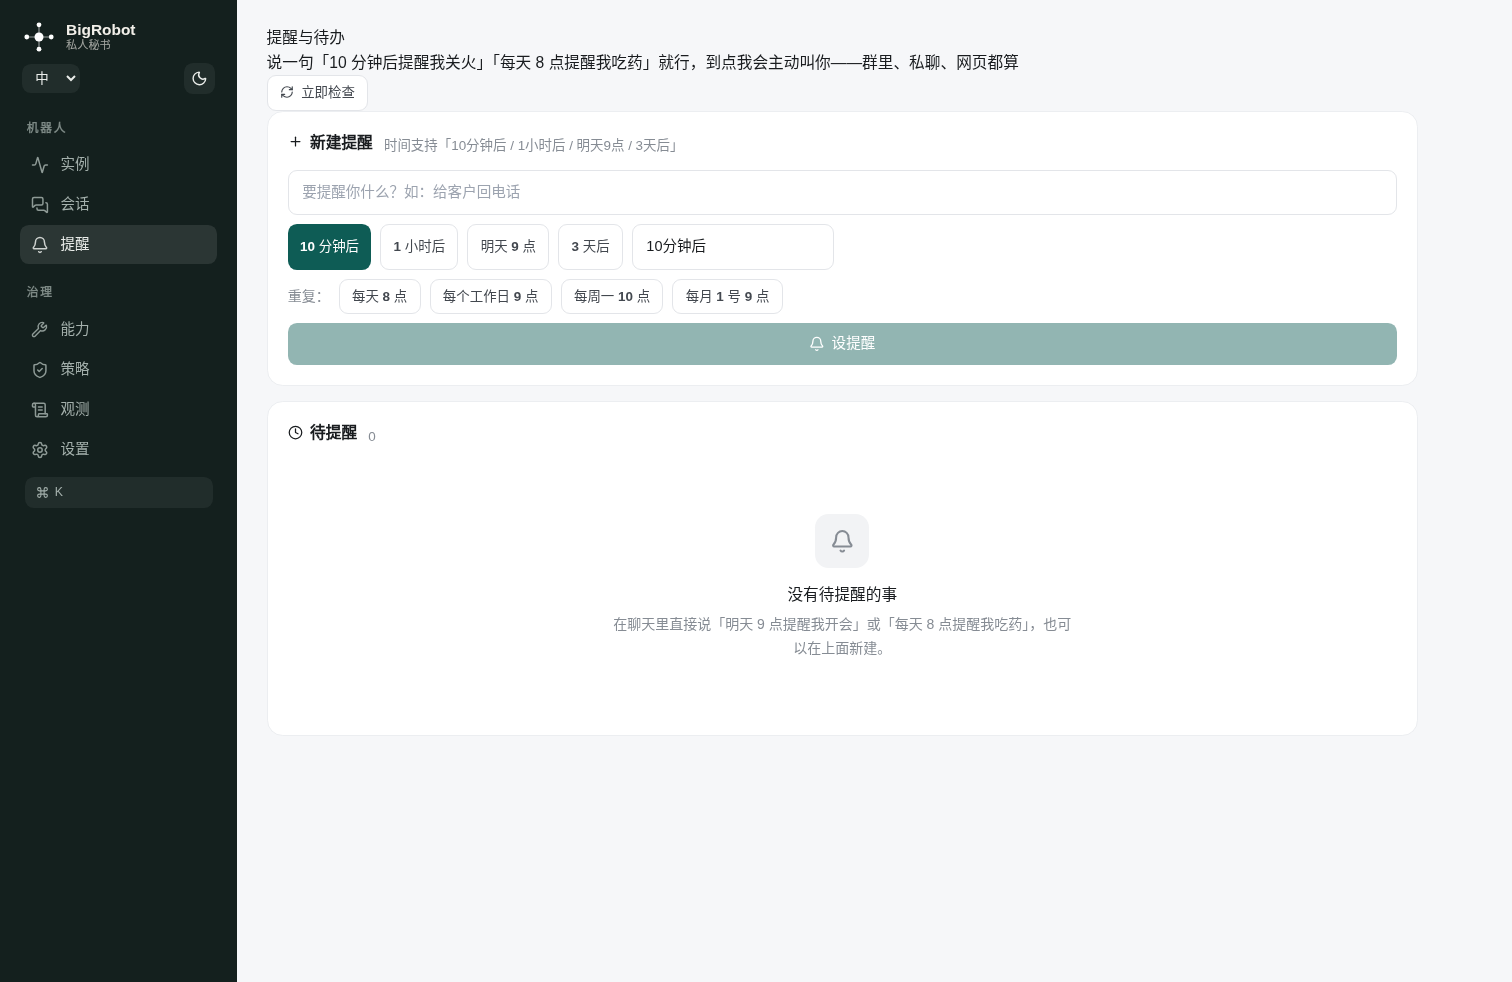 BigRobot
私人秘书
中
机器人
实例
会话
提醒
治理
能力
策略
观测
设置
⌘ K
提醒与待办
说一句「10 分钟后提醒我关火」「每天 8 点提醒我吃药」就行，到点我会主动叫你——群里、私聊、网页都算
立即检查
新建提醒 时间支持「10分钟后 / 1小时后 / 明天9点 / 3天后」
要提醒你什么？如：给客户回电话
10 分钟后 1 小时后 明天 9 点 3 天后 10分钟后
重复： 每天 8 点 每个工作日 9 点 每周一 10 点 每月 1 号 9 点
设提醒
待提醒 0
没有待提醒的事
在聊天里直接说「明天 9 点提醒我开会」或「每天 8 点提醒我吃药」，也可
以在上面新建。